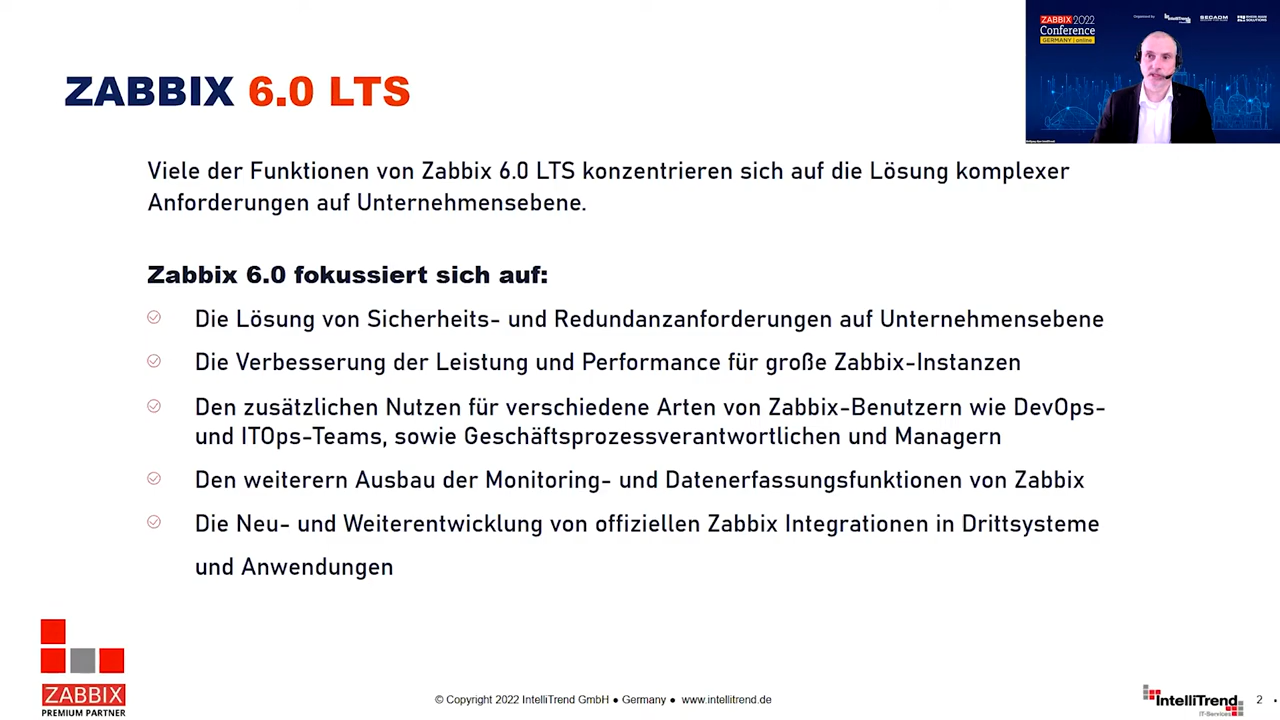 ZABBIX 2022
Conference
GERMANY | online
Organised by
IntelliTrend
SECADM
ZABBIX 6.0 LTS
Viele der Funktionen von Zabbix 6.0 LTS konzentrieren sich auf die Lösung komplexer
Anforderungen auf Unternehmensebene.
Zabbix 6.0 fokussiert sich auf:
Die Lösung von Sicherheits- und Redundanzanforderungen auf Unternehmensebene
Die Verbesserung der Leistung und Performance für große Zabbix-Instanzen
Den zusätzlichen Nutzen für verschiedene Arten von Zabbix-Benutzern wie DevOps-
und ITOps-Teams, sowie Geschäftsprozessverantwortlichen und Managern
Den weiterern Ausbau der Monitoring- und Datenerfassungsfunktionen von Zabbix
Die Neu- und Weiterentwicklung von offiziellen Zabbix Integrationen in Drittsysteme
und Anwendungen
ZABBIX
PREMIUM PARTNER
© Copyright 2022 IntelliTrend GmbH ● Germany ● www.intellitrend.de
IntelliTrend
IT-Services
2